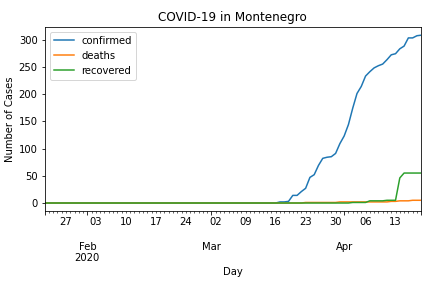 COVID-19 in Montenegro
confirmed
deaths
recovered
Number of Cases
300
250
200
150
100
50
0
27 03 10 17 24 02 09 16 23 30 06 13
Feb Mar Apr
2020
Day